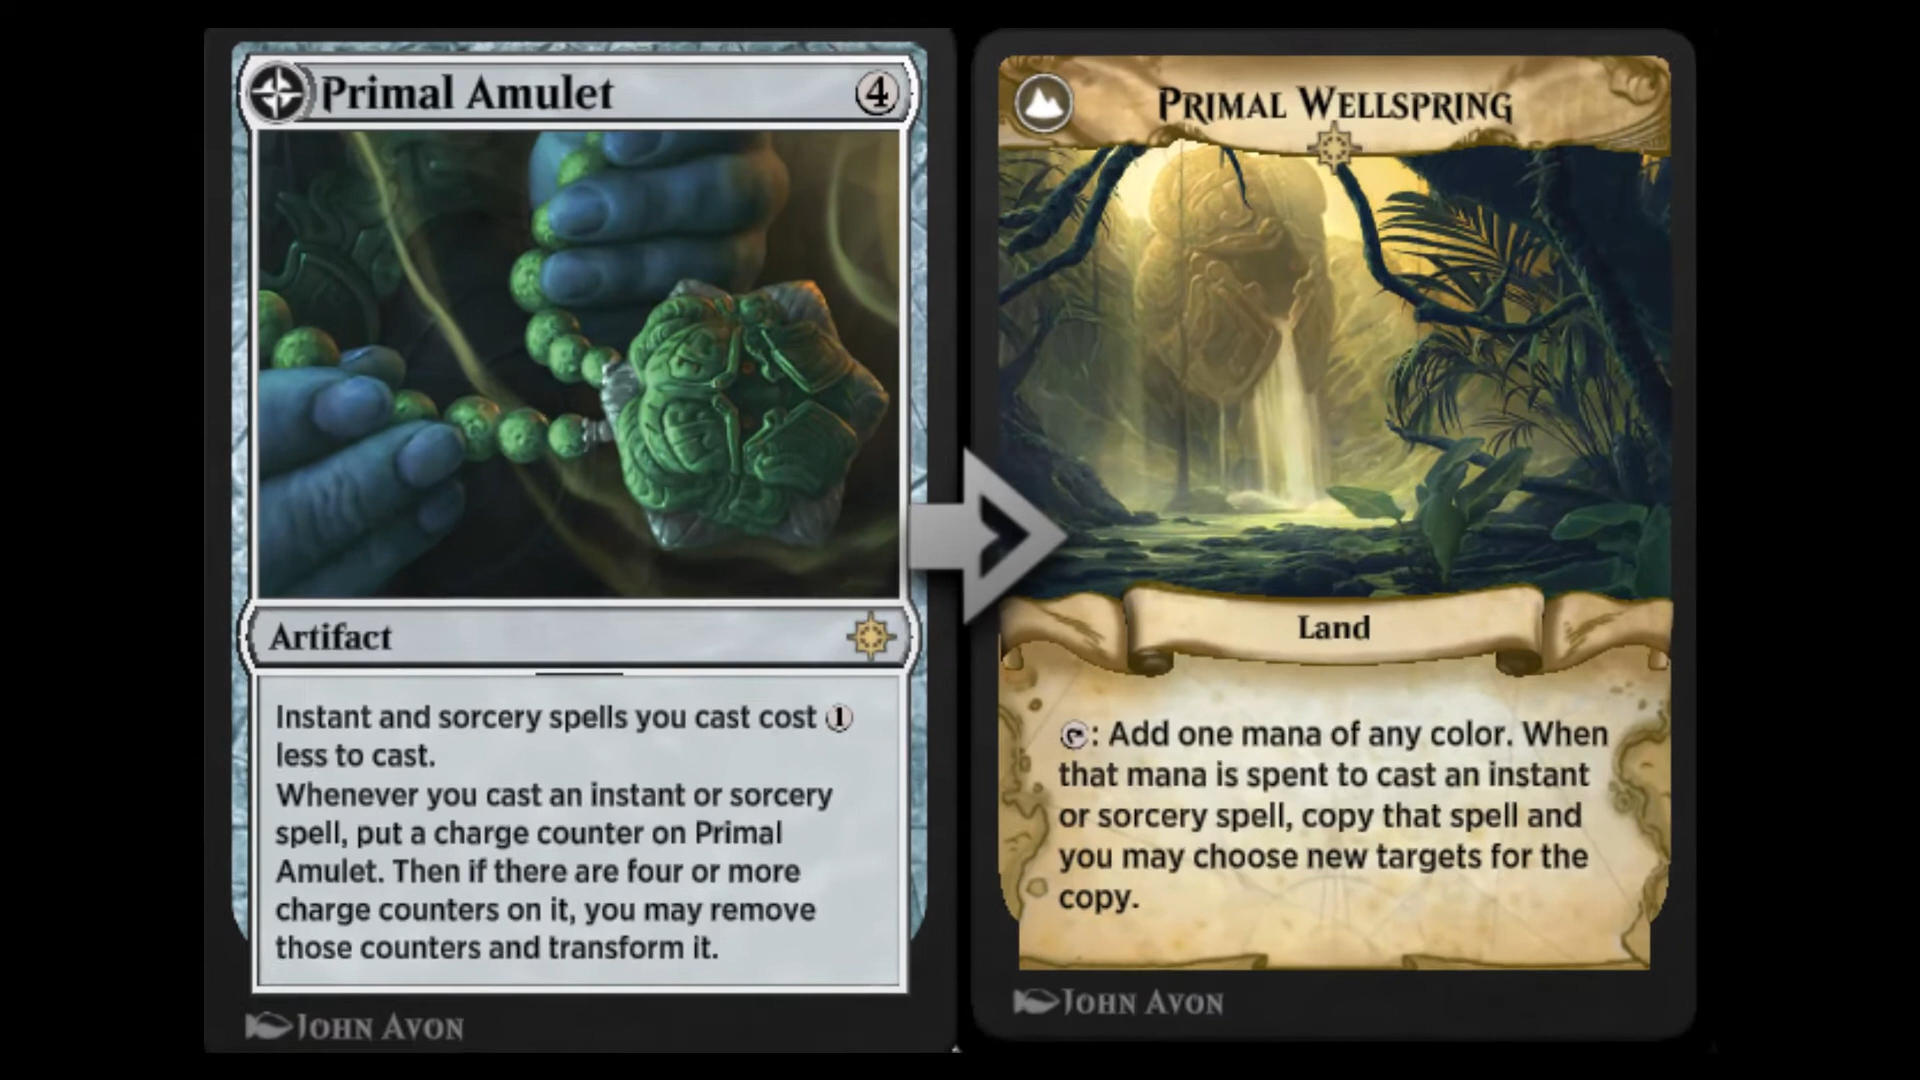 Primal Amulet 4
Artifact
Instant and sorcery spells you cast cost 1
less to cast.
Whenever you cast an instant or sorcery
spell, put a charge counter on Primal
Amulet. Then if there are four or more
charge counters on it, you may remove
those counters and transform it.
John Avon
Primal Wellspring
Land
: Add one mana of any color. When
that mana is spent to cast an instant
or sorcery spell, copy that spell and
you may choose new targets for the
copy.
John Avon